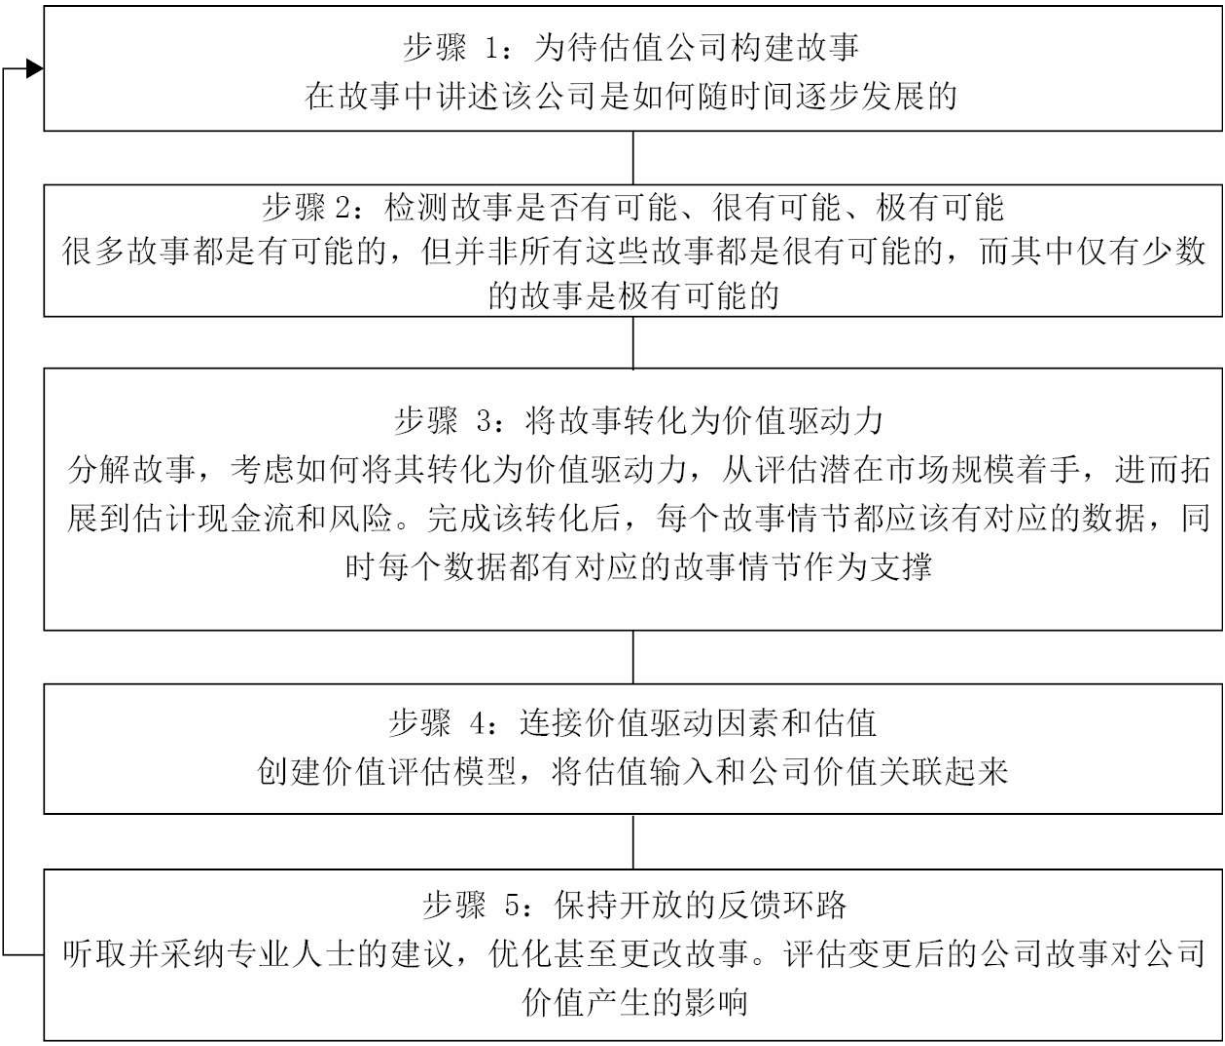 步骤 1：为待估值公司构建故事
在故事中讲述该公司是如何随时间逐步发展的
步骤2：检测故事是否有可能、很有可能、极有可能
很多故事都是有可能的，但并非所有这些故事都是很有可能的，而其中仅有少数
的故事是极有可能的
步骤 3：将故事转化为价值驱动力
分解故事，考虑如何将其转化为价值驱动力，从评估潜在市场规模着手，进而拓
展到估计现金流和风险。完成该转化后，每个故事情节都应该有对应的数据，同
时每个数据都有对应的故事情节作为支撑
步骤 4：连接价值驱动因素和估值
创建价值评估模型，将估值输入和公司价值关联起来
步骤 5：保持开放的反馈环路
听取并采纳专业人士的建议，优化甚至更改故事。评估变更后的公司故事对公司
价值产生的影响